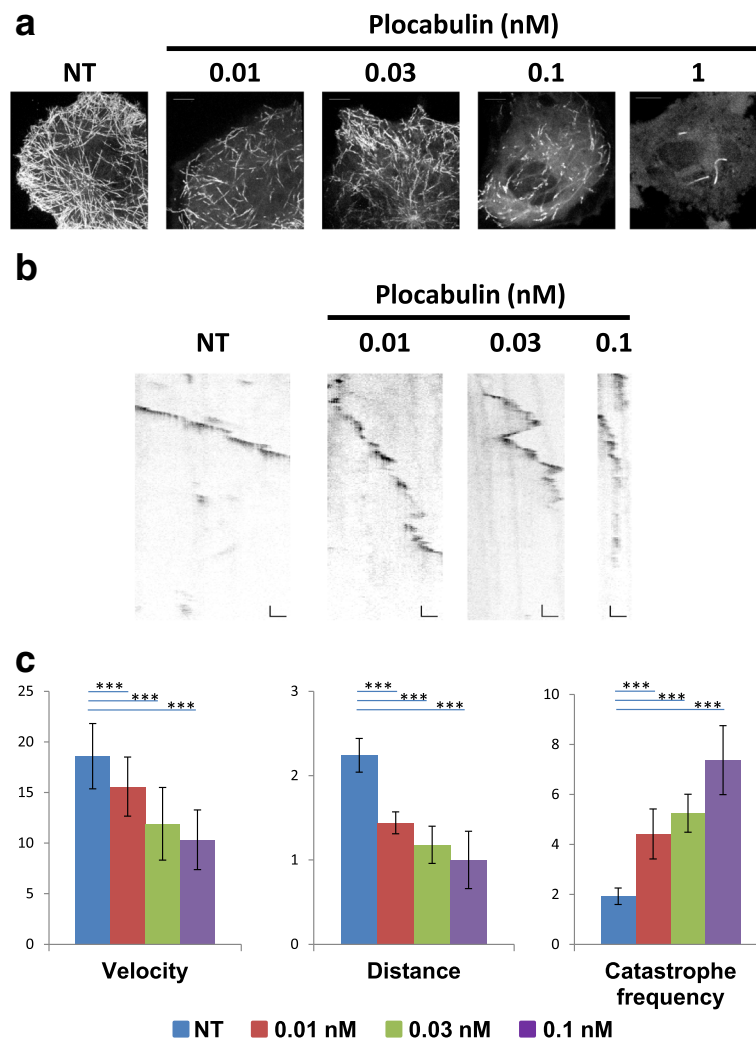 a
Plocabulin (nM)
NT 0.01 0.03 0.1 1
b
Plocabulin (nM)
NT 0.01 0.03 0.1
c
*** *** ***
25
20
15
10
5
0
Velocity
*** *** ***
3
2
1
0
Distance
*** *** ***
10
8
6
4
2
0
Catastrophe
frequency
NT 0.01 nM 0.03 nM 0.1 nM